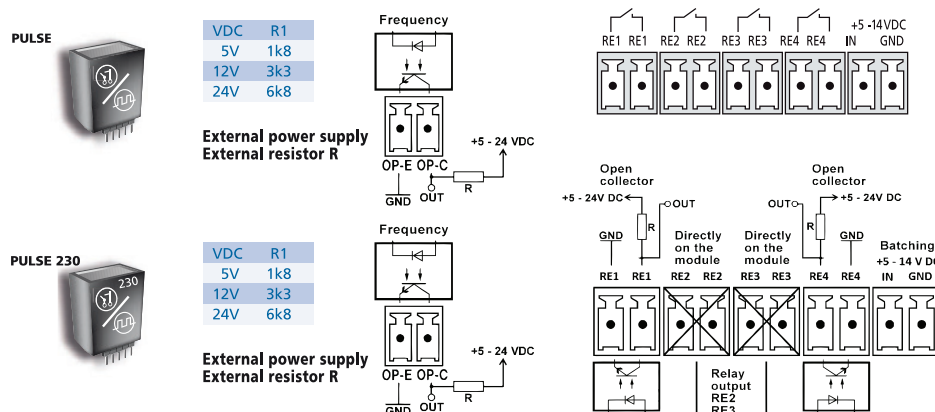 PULSE
VDC R1
5V 1k8
12V 3k3
24V 6k8
External power supply
External resistor R
Frequency
+5 - 24 VDC
OP-E OP-C
R
GND OUT
RE1 RE1 RE2 RE2 RE3 RE3 RE4 RE4 IN GND
+5 -14VDC
PULSE 230
230
VDC R1
5V 1k8
12V 3k3
24V 6k8
External power supply
External resistor R
Frequency
+5 - 24 VDC
OP-E OP-C
R
GND OUT
Open
collector
+5 - 24V DC
OUT
R
GND
Directly
on the
module
Directly
on the
module
Open
collector
+5 - 24V DC
OUT
R
GND
Batching
+5 - 14 V DC
RE1 RE1 RE2 RE2 RE3 RE3 RE4 RE4 IN GND
Relay
output
RE2
RE3